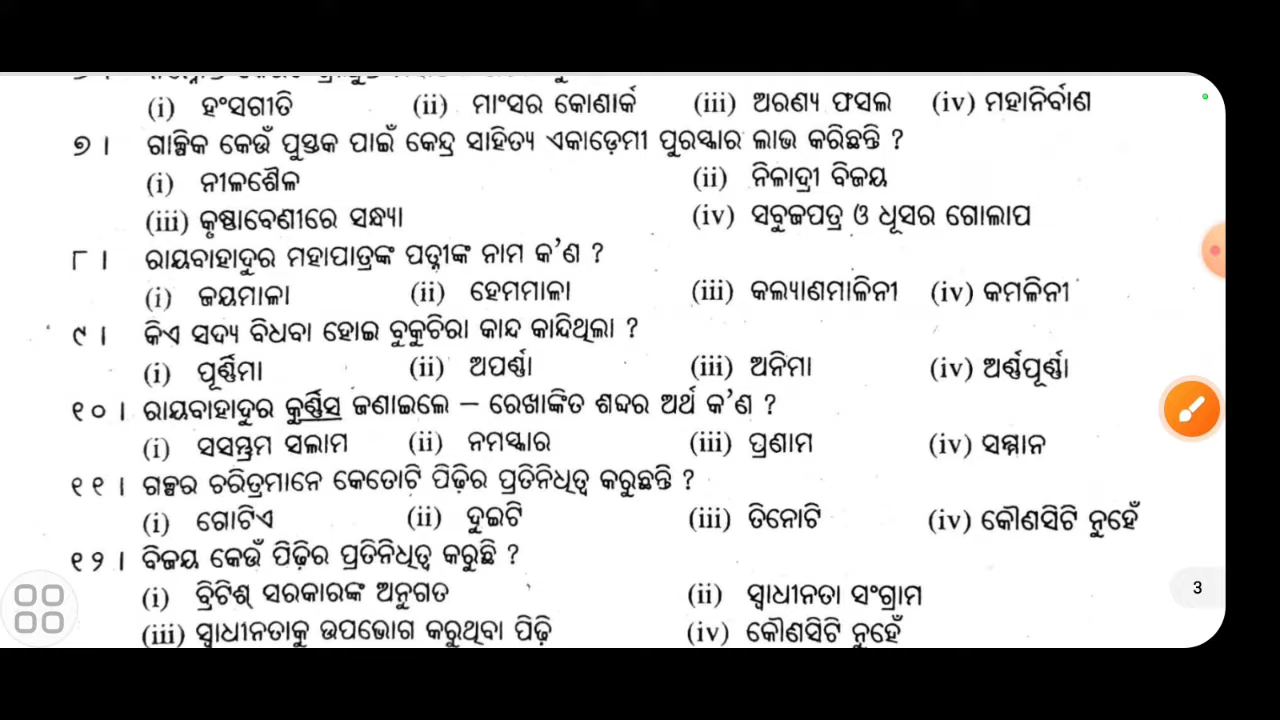 (i) ହଂସଗୀତି (ii) ମାଂସର କୋଣାର୍କ (iii) ଅରଣ୍ୟ ଫସଲ (iv) ମହାନିର୍ବାଣ
୭। ଗାଳ୍ପିକ କେଉଁ ପୁସ୍ତକ ପାଇଁ କେନ୍ଦ୍ର ସାହିତ୍ୟ ଏକାଡ଼େମୀ ପୁରସ୍କାର ଲାଭ କରିଛନ୍ତି ?
(i) ନୀଳଶୈଳ (ii) ନିଳାଦ୍ରୀ ବିଜୟ
(iii) କୃଷ୍ଣାବେଣୀରେ ସନ୍ଧ୍ୟା (iv) ସବୁଜପତ୍ର ଓ ଧୂସର ଗୋଲାପ
୮। ରାୟବାହାଦୁର ମହାପାତ୍ରଙ୍କ ପତ୍ନୀଙ୍କ ନାମ କ'ଣ ?
(i) ଜୟମାଳା (ii) ହେମମାଳା (iii) କଲ୍ୟାଣମାଳିନୀ (iv) କମଳିନୀ
୯। କିଏ ସଦ୍ୟ ବିଧବା ହୋଇ ବୁକୁଚିରା କାନ୍ଦ କାନ୍ଦିଥିଲା ?
(i) ପୂର୍ଣ୍ଣିମା (ii) ଅପର୍ଣ୍ଣା (iii) ଅନିମା (iv) ଅର୍ଣ୍ଣପୂର୍ଣ୍ଣା
୧୦। ରାୟବାହାଦୁର କୁର୍ଣ୍ଣିସ ଜଣାଇଲେ – ରେଖାଙ୍କିତ ଶବ୍ଦର ଅର୍ଥ କ'ଣ ?
(i) ସସମ୍ଭ୍ରମ ସଲାମ (ii) ନମସ୍କାର (iii) ପ୍ରଣାମ (iv) ସମ୍ମାନ
୧୧। ଗଳ୍ପର ଚରିତ୍ରମାନେ କେତୋଟି ପିଢ଼ିର ପ୍ରତିନିଧିତ୍ୱ କରୁଛନ୍ତି ?
(i) ଗୋଟିଏ (ii) ଦୁଇଟି (iii) ତିନୋଟି (iv) କୌଣସିଟି ନୁହେଁ
୧୨। ବିଜୟ କେଉଁ ପିଢ଼ିର ପ୍ରତିନିଧିତ୍ୱ କରୁଛି ?
(i) ବ୍ରିଟିଶ୍ ସରକାରଙ୍କ ଅନୁଗତ (ii) ସ୍ୱାଧୀନତା ସଂଗ୍ରାମ
3
(iii) ସ୍ୱାଧୀନତାକୁ ଉପଭୋଗ କରୁଥିବା ପିଢ଼ି (iv) କୌଣସିଟି ନୁହେଁ